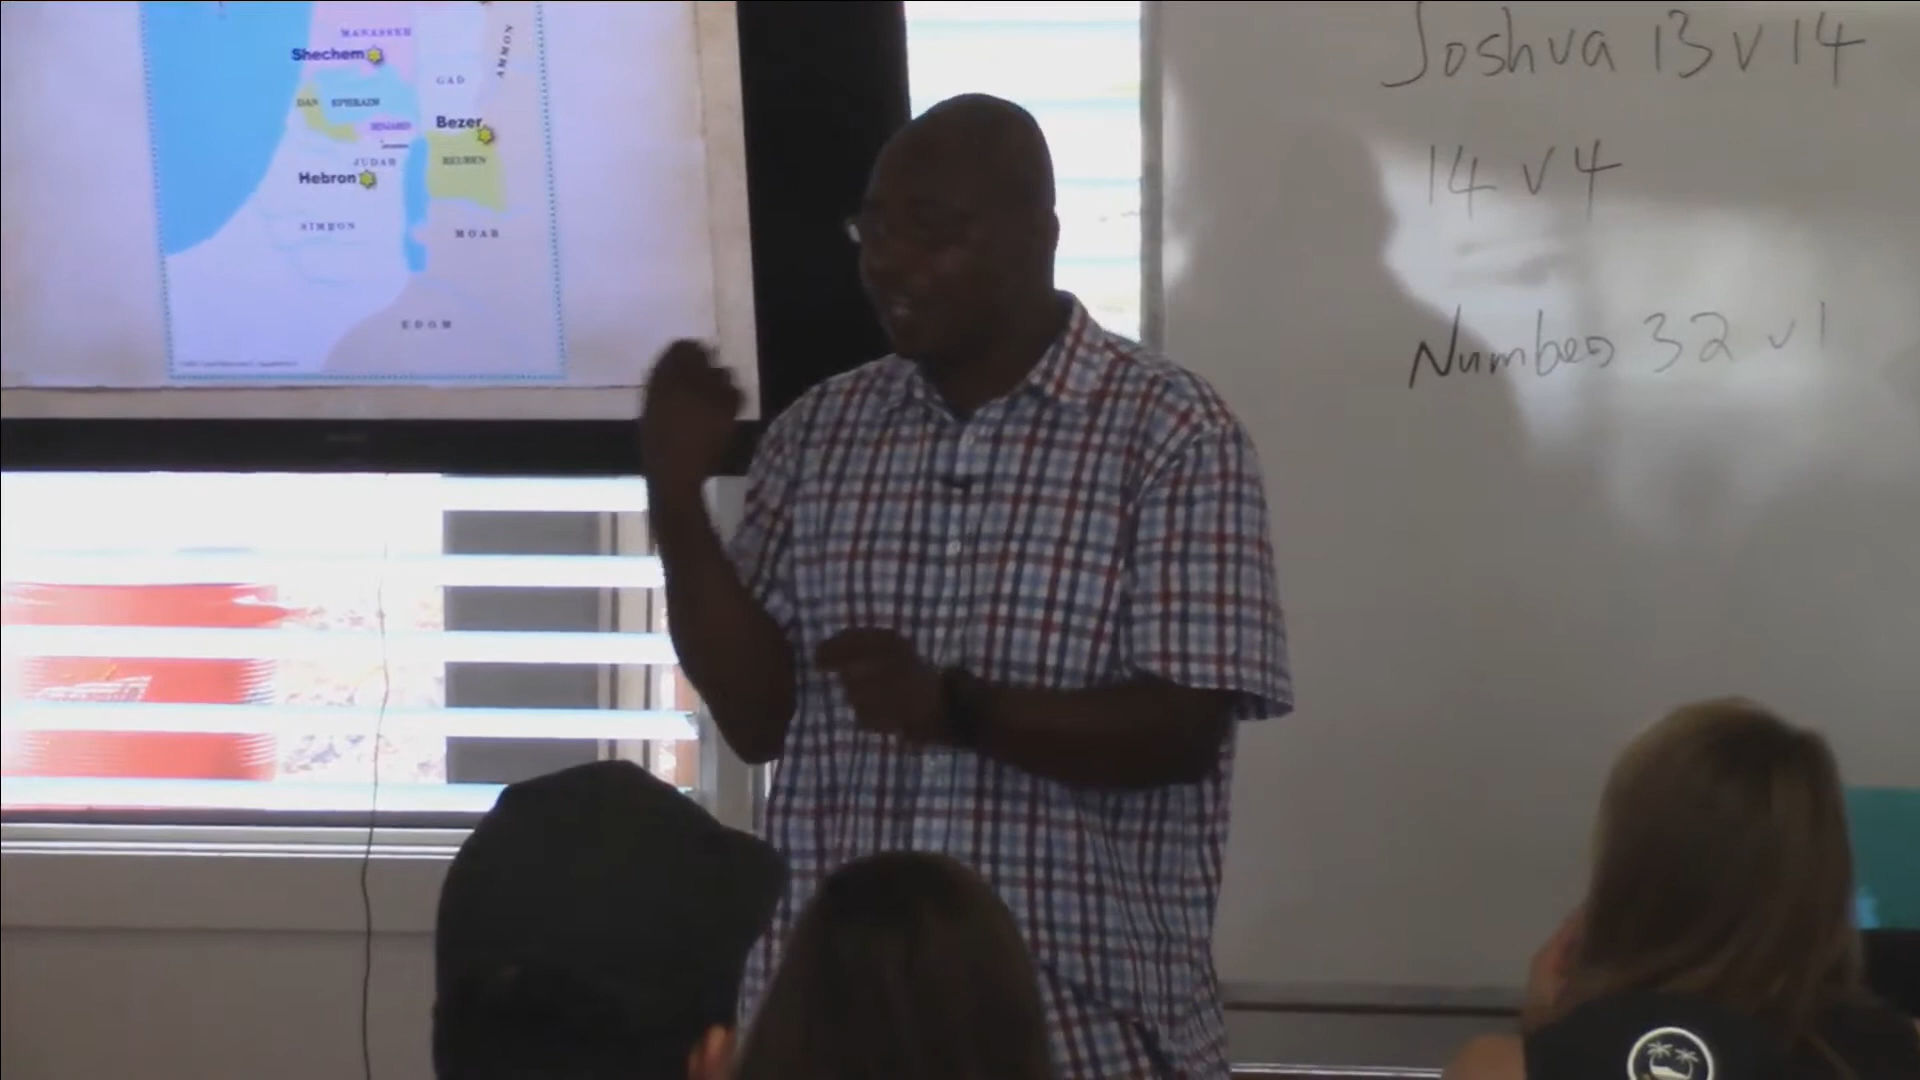 MANASSEH
Shechem
AMMON
GAD
DAN EPHRAIM
Bezer
JUDAH
REUBEN
Hebron
SIMEON
MOAB
EDOM
Joshua 13 v 14
14 v 4
Numbers 32 v 1